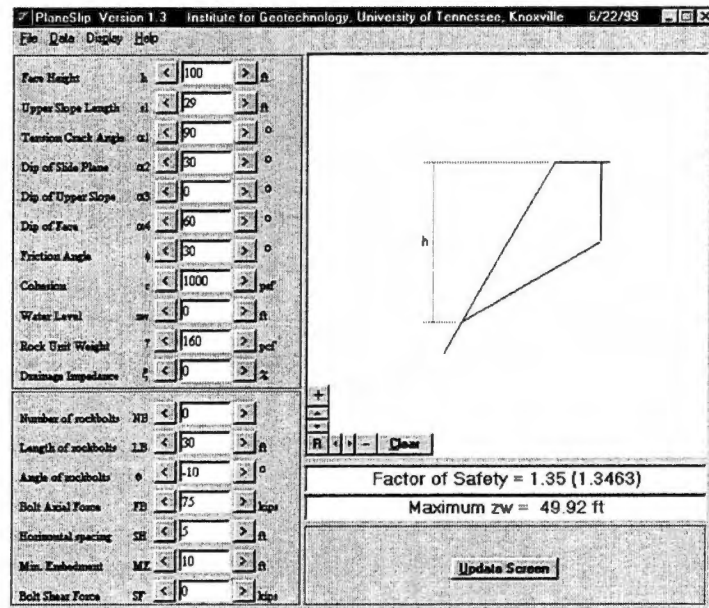 PlaneSlip Version 1.3 Institute for Geotechnology, University of Tennessee, Knoxville 6/22/99
File Data Display Help
Face Height h < 100 > ft
Upper Slope Length sl < 29 > ft
Tension Crack Angle α1 < 90 > °
Dip of Slide Plane α2 < 30 > °
Dip of Upper Slope α3 < 0 > °
Dip of Face α4 < 60 > °
Friction Angle ϕ < 30 > °
Cohesion c < 1000 > psf
Water Level zw < 0 > ft
Rock Unit Weight γ < 160 > pcf
Drainage Impedance ξ < 0 > %
Number of rockbolts NB < 0 >
Length of rockbolts LB < 30 > ft
Angle of rockbolts θ < -10 > °
Bolt Axial Force FB < 75 > kips
Horizontal spacing SH < 5 > ft
Min. Embedment MZ < 10 > ft
Bolt Shear Force SF < 0 > kips
h
+
R − Clear
Factor of Safety = 1.35 (1.3463)
Maximum zw = 49.92 ft
Update Screen